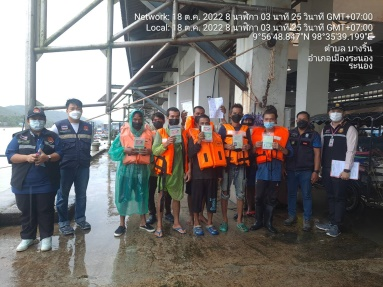 Network: 18 ต.ค. 2022 8 นาฬิกา 03 นาที 25 วินาที GMT+07:00
Local: 18 ต.ค. 2022 8 นาฬิกา 03 นาที 25 วินาที GMT+07:00
9°56'48.847"N 98°35'39.199"E
ตำบล บางริ้น
อำเภอเมืองระนอง
ระนอง